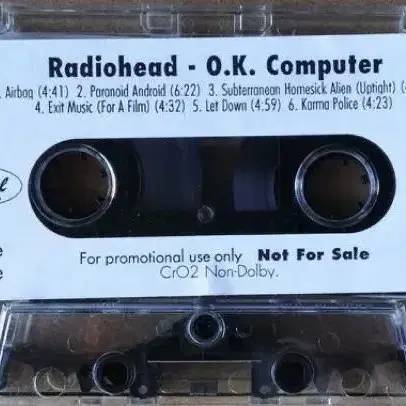 Radiohead - O.K. Computer
Airbag (4:41) 2. Paranoid Android (6:22) 3. Subterranean Homesick Alien (Uptight) (
4. Exit Music (For A Film) (4:32) 5. Let Down (4:59) 6. Karma Police (4:23)
For promotional use only Not For Sale
CrO2 Non-Dolby.